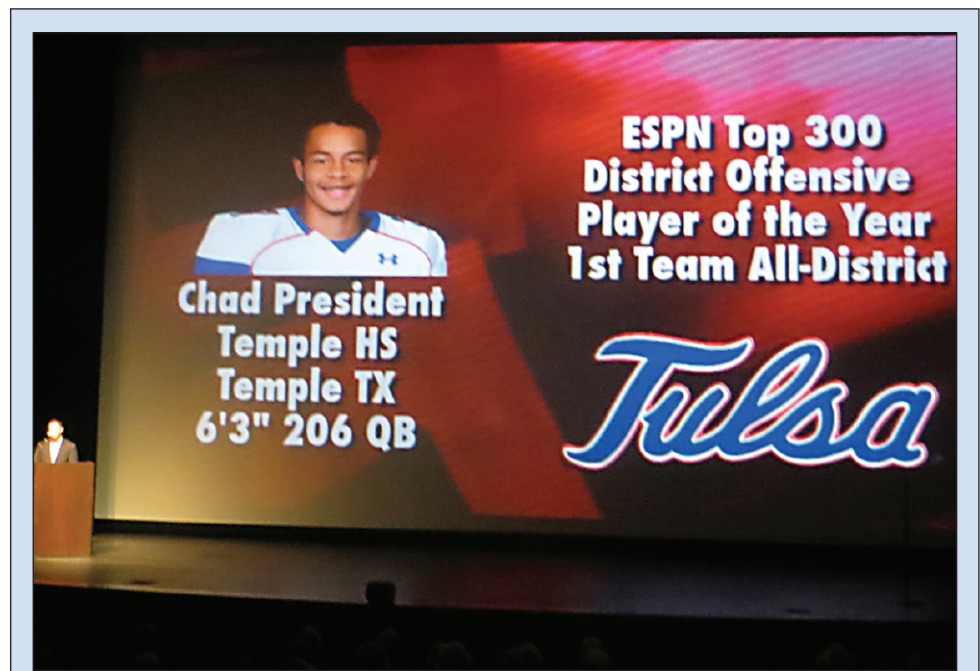 Chad President
Temple HS
Temple TX
6'3" 206 QB
ESPN Top 300
District Offensive
Player of the Year
1st Team All-District
Tulsa